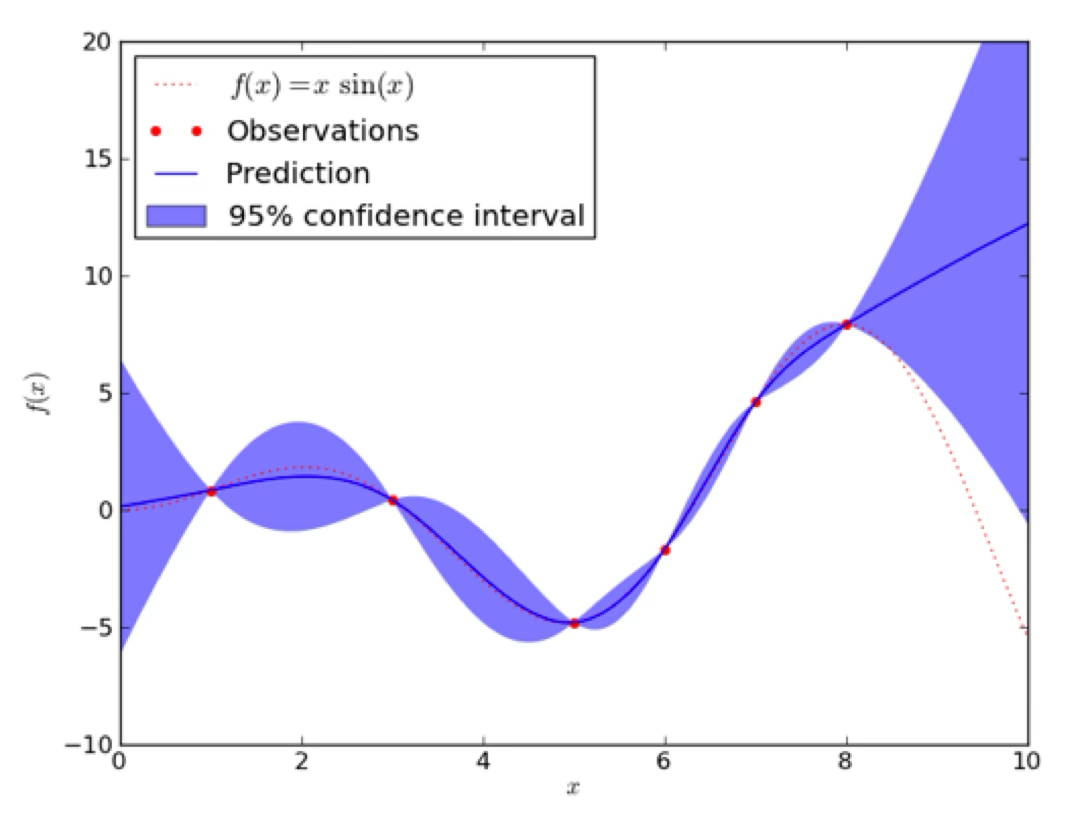 20
15
10
5
0
−5
−10
f(x)
f(x) = x sin(x)
Observations
Prediction
95% confidence interval
0 2 4 6 8 10
x